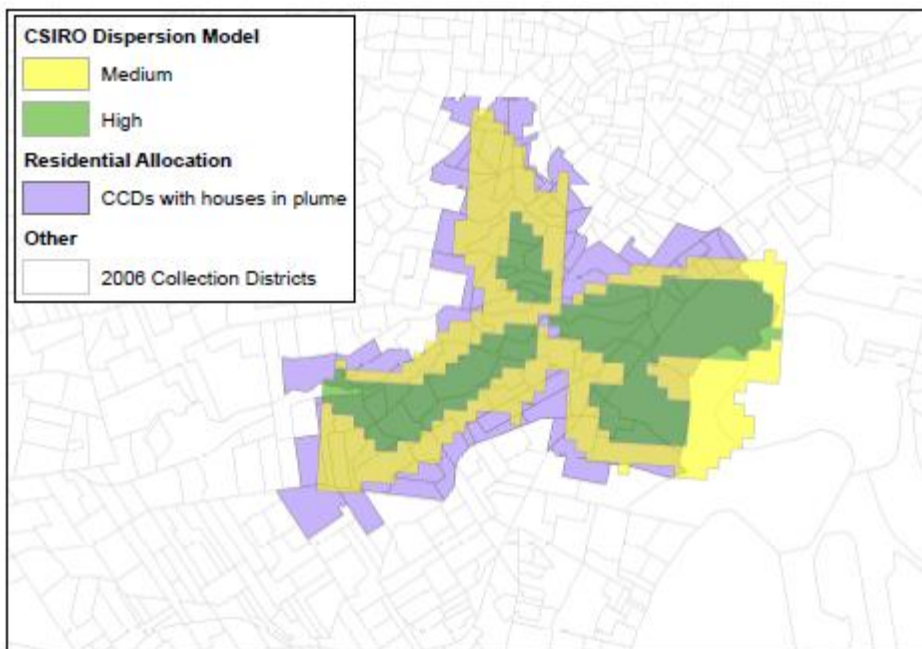 CSIRO Dispersion Model
Medium
High
Residential Allocation
CCDs with houses in plume
Other
2006 Collection Districts